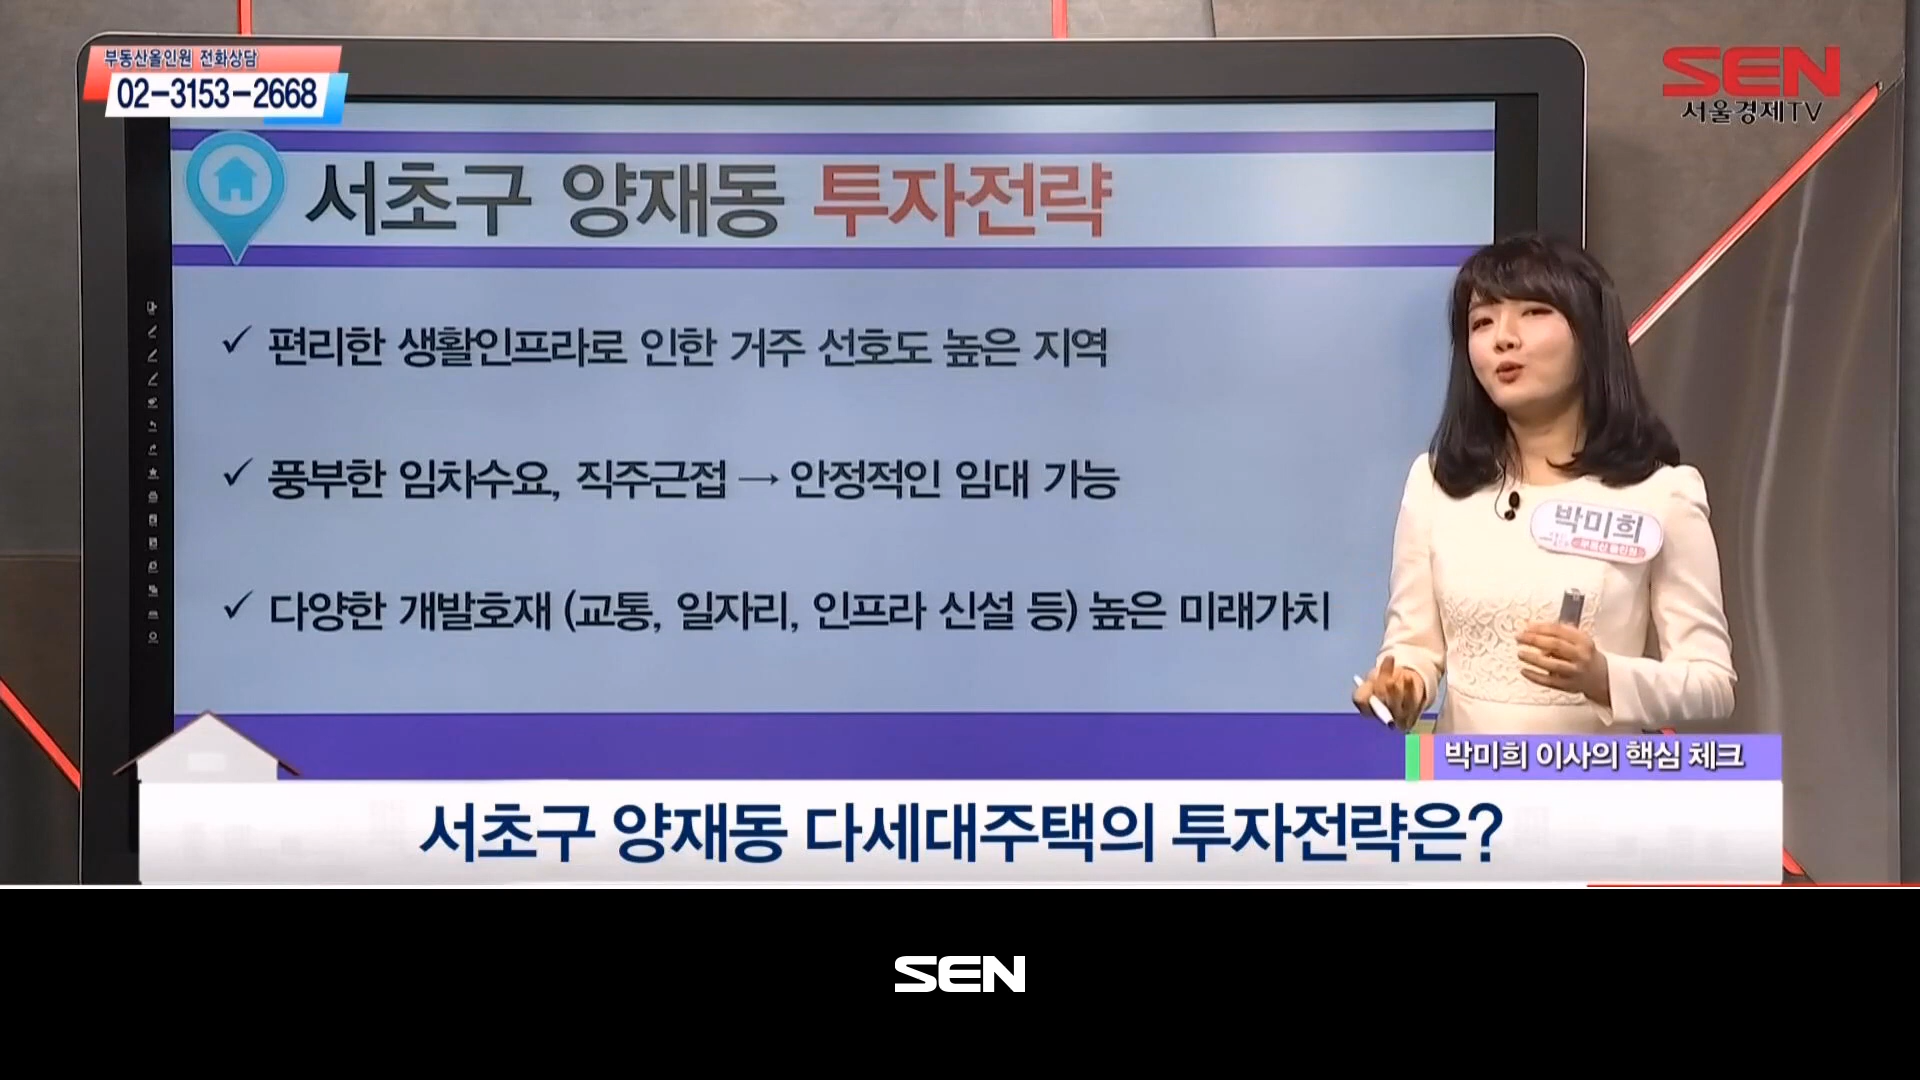 부동산올인원 전화상담
02-3153-2668
SEN
서울경제TV
서초구 양재동 투자전략
✓ 편리한 생활인프라로 인한 거주 선호도 높은 지역
✓ 풍부한 임차수요, 직주근접 → 안정적인 임대 가능
✓ 다양한 개발호재 (교통, 일자리, 인프라 신설 등) 높은 미래가치
박미희
부동산 올인원
박미희 이사의 핵심 체크
서초구 양재동 다세대주택의 투자전략은?
SEN